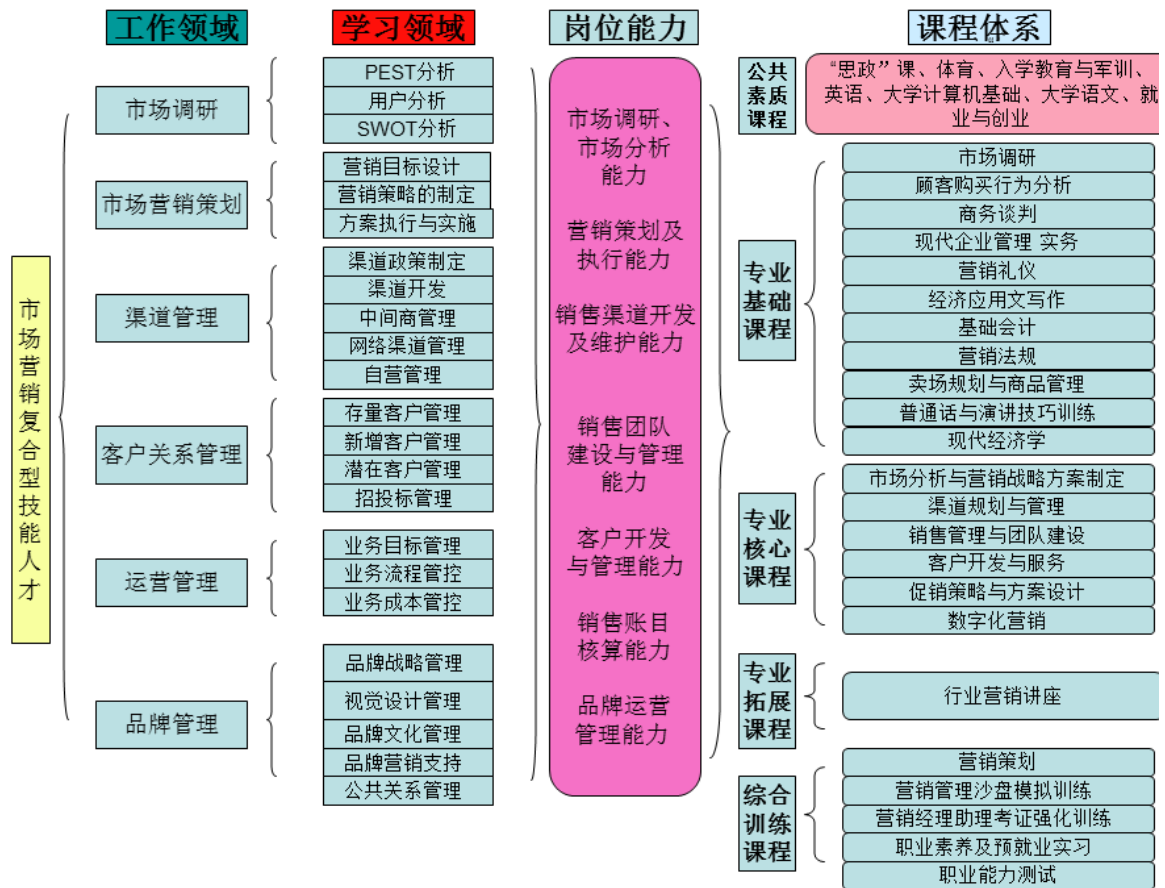 工作领域
学习领域
岗位能力
课程体系
市场营销复合型技能人才
市场调研
市场营销策划
渠道管理
客户关系管理
运营管理
品牌管理
PEST分析
用户分析
SWOT分析
营销目标设计
营销策略的制定
方案执行与实施
渠道政策制定
渠道开发
中间商管理
网络渠道管理
自营管理
存量客户管理
新增客户管理
潜在客户管理
招投标管理
业务目标管理
业务流程管控
业务成本管控
品牌战略管理
视觉设计管理
品牌文化管理
品牌营销支持
公共关系管理
市场调研、
市场分析
能力
营销策划及
执行能力
销售渠道开发
及维护能力
销售团队
建设与管理
能力
客户开发
与管理能力
销售账目
核算能力
品牌运营
管理能力
公共
素质
课程
“思政”课、体育、入学教育与军训、
英语、大学计算机基础、大学语文、就
业与创业
专业
基础
课程
市场调研
顾客购买行为分析
商务谈判
现代企业管理 实务
营销礼仪
经济应用文写作
基础会计
营销法规
卖场规划与商品管理
普通话与演讲技巧训练
现代经济学
专业
核心
课程
市场分析与营销战略方案制定
渠道规划与管理
销售管理与团队建设
客户开发与服务
促销策略与方案设计
数字化营销
专业
拓展
课程
行业营销讲座
综合
训练
课程
营销策划
营销管理沙盘模拟训练
营销经理助理考证强化训练
职业素养及预就业实习
职业能力测试